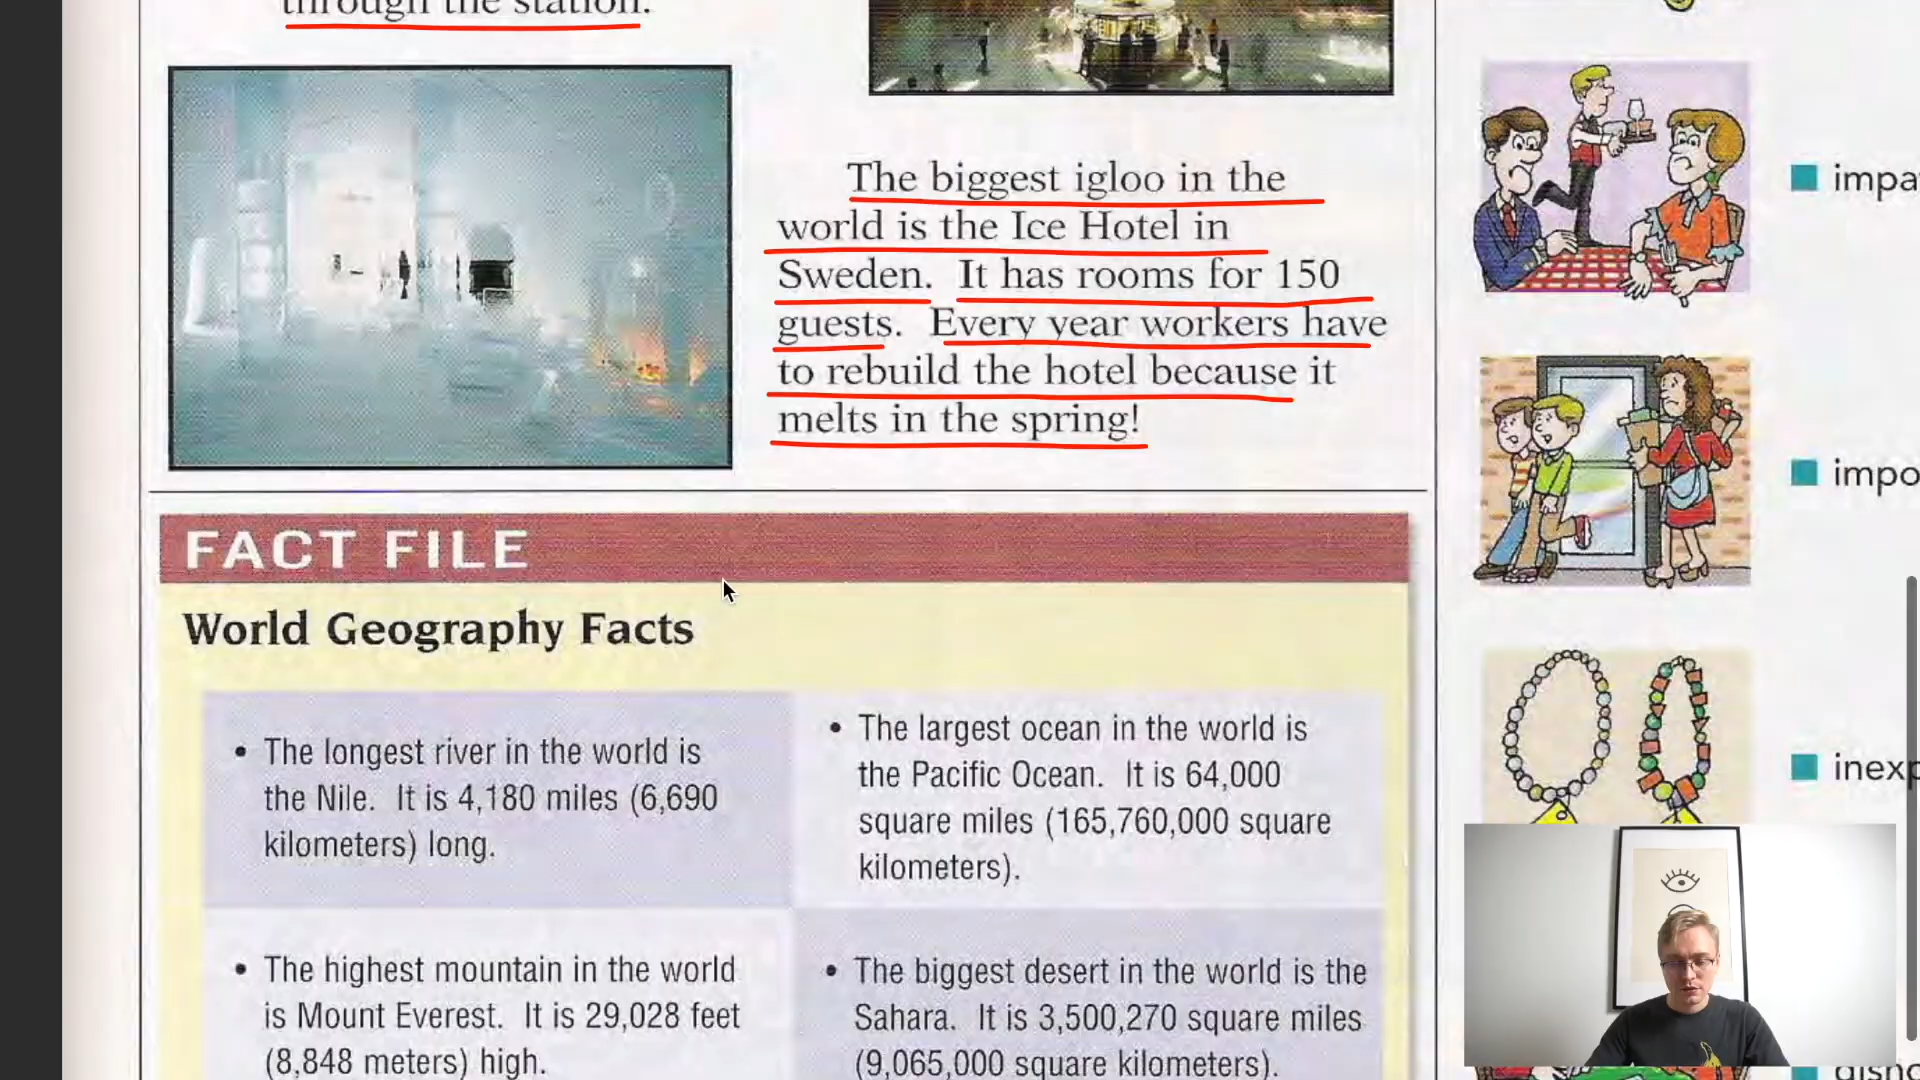 through the station.
The biggest igloo in the
world is the Ice Hotel in
Sweden. It has rooms for 150
guests. Every year workers have
to rebuild the hotel because it
melts in the spring!
FACT FILE
World Geography Facts
• The longest river in the world is
the Nile. It is 4,180 miles (6,690
kilometers) long.
• The largest ocean in the world is
the Pacific Ocean. It is 64,000
square miles (165,760,000 square
kilometers).
• The highest mountain in the world
is Mount Everest. It is 29,028 feet
(8,848 meters) high.
• The biggest desert in the world is the
Sahara. It is 3,500,270 square miles
(9,065,000 square kilometers).
impa
impo
inexp